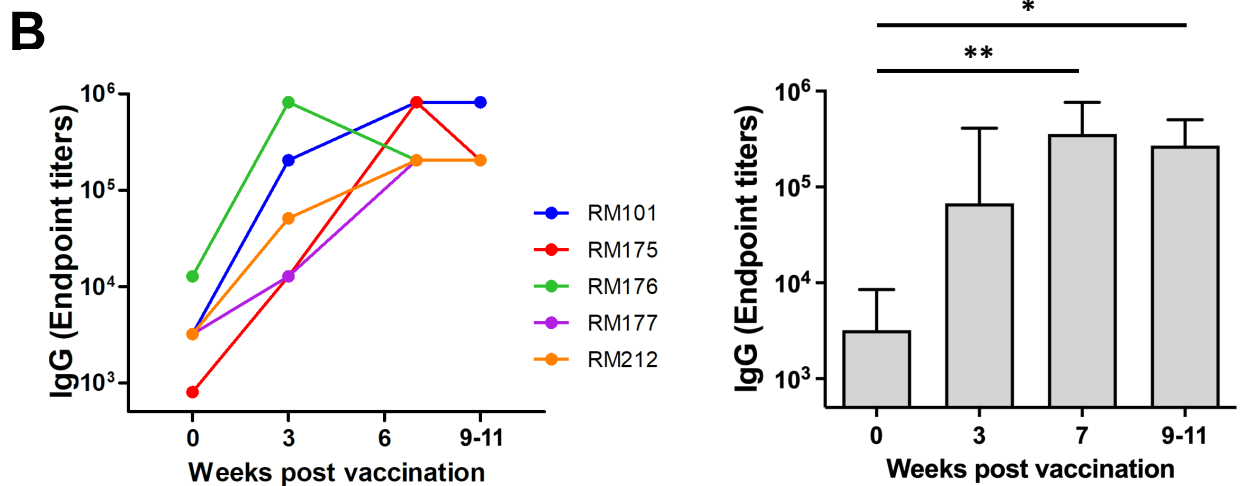 B
IgG (Endpoint titers)
10⁶
10⁵
10⁴
10³
0 3 6 9-11
Weeks post vaccination
RM101
RM175
RM176
RM177
RM212
*
**
IgG (Endpoint titers)
10⁶
10⁵
10⁴
10³
0 3 7 9-11
Weeks post vaccination